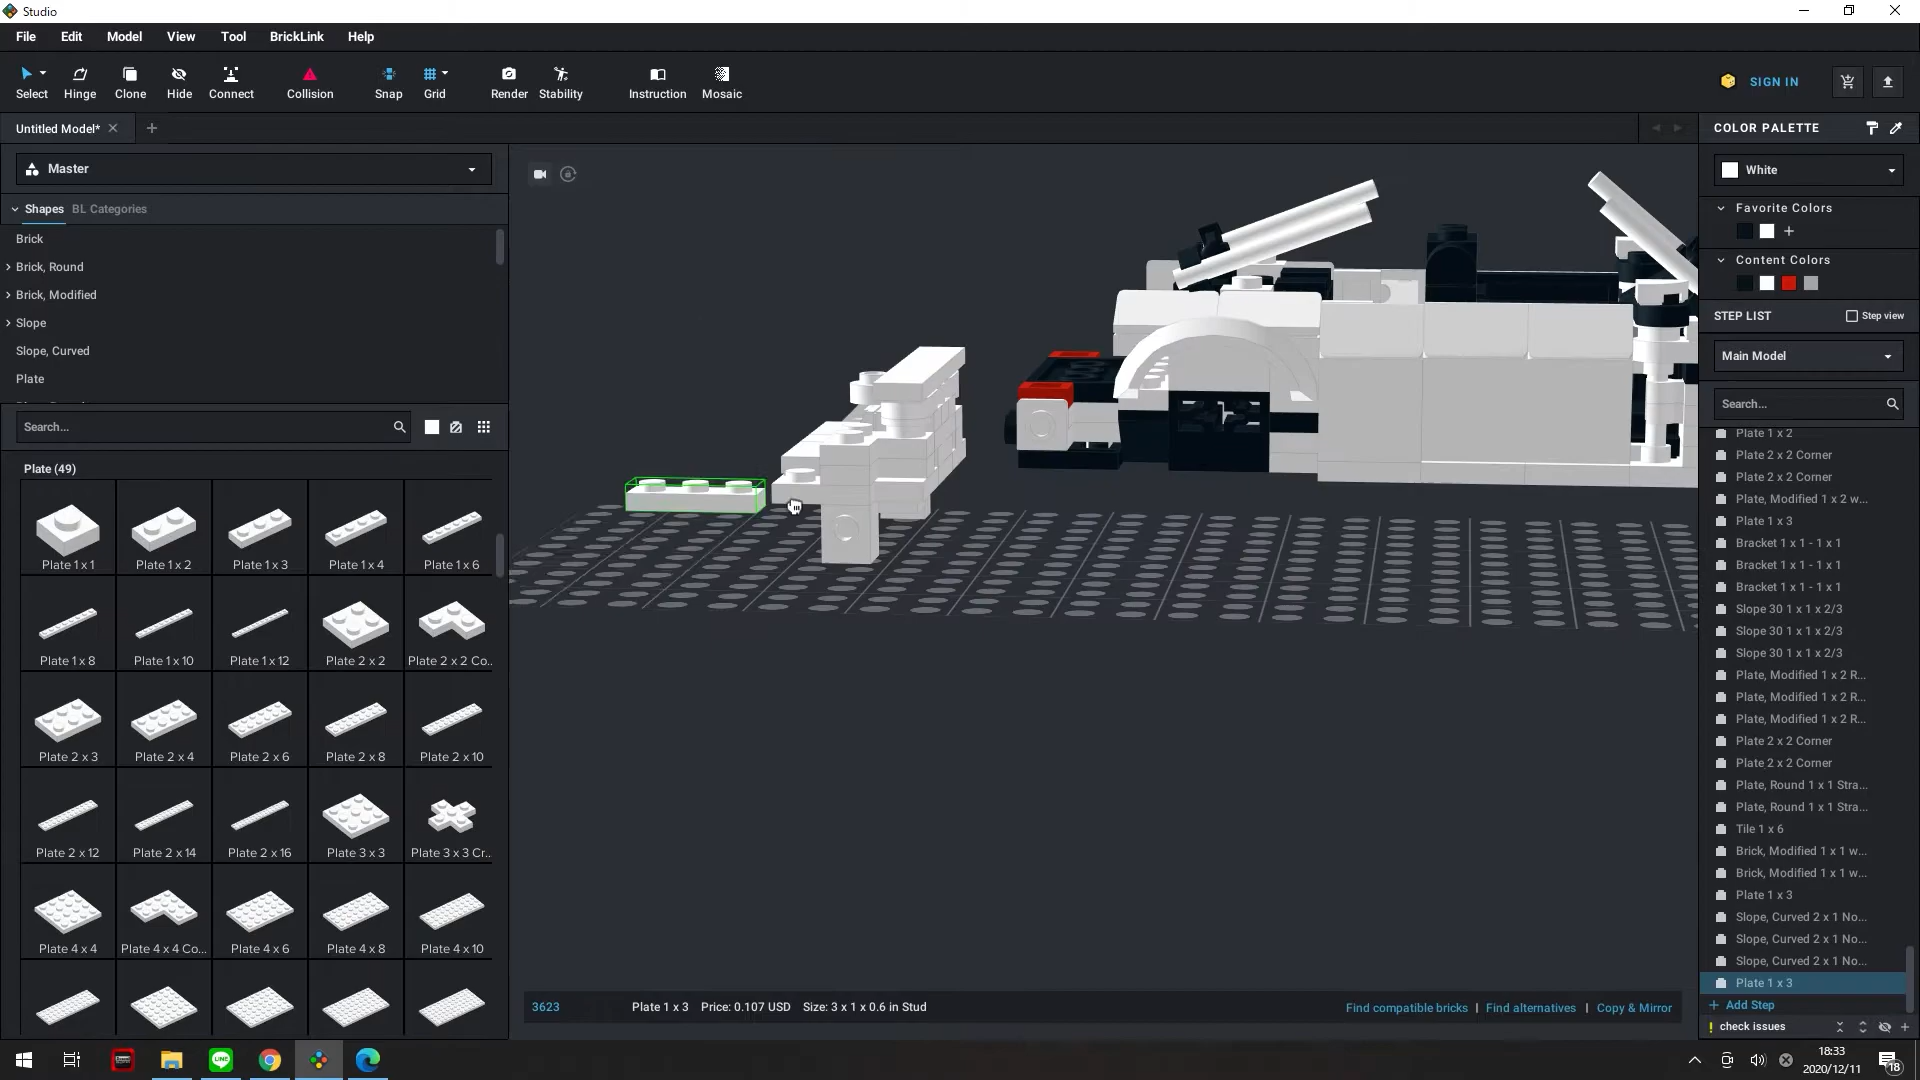 Studio
File Edit Model View Tool BrickLink Help
Select Hinge Clone Hide Connect Collision Snap Grid Render Stability Instruction Mosaic
SIGN IN
Untitled Model*
COLOR PALETTE
Master
White
Shapes BL Categories
Favorite Colors
Brick
Brick, Round
Content Colors
Brick, Modified
Slope
STEP LIST Step view
Slope, Curved
Main Model
Plate
Search...
Search...
Plate (49)
Plate 1 x 1 Plate 1 x 2 Plate 1 x 3 Plate 1 x 4 Plate 1 x 6
Plate 1 x 8 Plate 1 x 10 Plate 1 x 12 Plate 2 x 2 Plate 2 x 2 Co..
Plate 2 x 3 Plate 2 x 4 Plate 2 x 6 Plate 2 x 8 Plate 2 x 10
Plate 2 x 12 Plate 2 x 14 Plate 2 x 16 Plate 3 x 3 Plate 3 x 3 Cr..
Plate 4 x 4 Plate 4 x 4 Co... Plate 4 x 6 Plate 4 x 8 Plate 4 x 10
Plate 1 x 2
Plate 2 x 2 Corner
Plate 2 x 2 Corner
Plate, Modified 1 x 2 w...
Plate 1 x 3
Bracket 1 x 1 - 1 x 1
Bracket 1 x 1 - 1 x 1
Bracket 1 x 1 - 1 x 1
Slope 30 1 x 1 x 2/3
Slope 30 1 x 1 x 2/3
Slope 30 1 x 1 x 2/3
Plate, Modified 1 x 2 R...
Plate, Modified 1 x 2 R...
Plate, Modified 1 x 2 R...
Plate 2 x 2 Corner
Plate 2 x 2 Corner
Plate, Round 1 x 1 Stra...
Plate, Round 1 x 1 Stra...
Tile 1 x 6
Brick, Modified 1 x 1 w...
Brick, Modified 1 x 1 w...
Plate 1 x 3
Slope, Curved 2 x 1 No...
Slope, Curved 2 x 1 No...
Slope, Curved 2 x 1 No...
Plate 1 x 3
Add Step
check issues
3623 Plate 1 x 3 Price: 0.107 USD Size: 3 x 1 x 0.6 in Stud
Find compatible bricks | Find alternatives | Copy & Mirror
LINE
18:33
2020/12/11
18